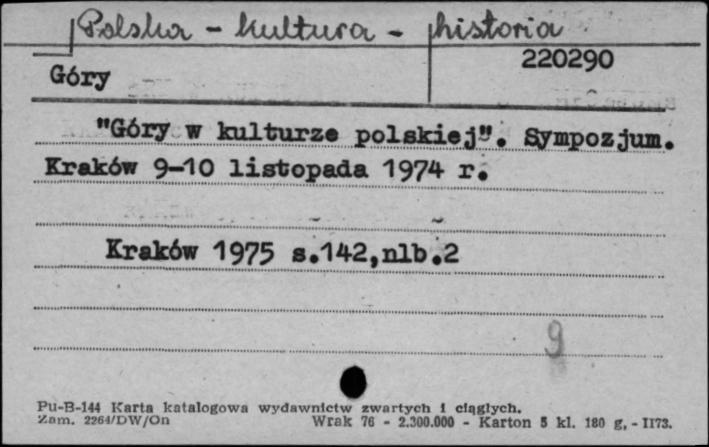 Polska - kultura - historia
220290
Góry
"Góry w kulturze polskiej". Sympozjum.
Kraków 9-10 listopada 1974 r.
Kraków 1975 s.142,nlb.2
9
Pu-B-144 Karta katalogowa wydawnictw zwartych i ciągłych.
Zam. 2264/DW/On Wrak 76 - 2.300.000 - Karton 5 kl. 180 g, - II73.